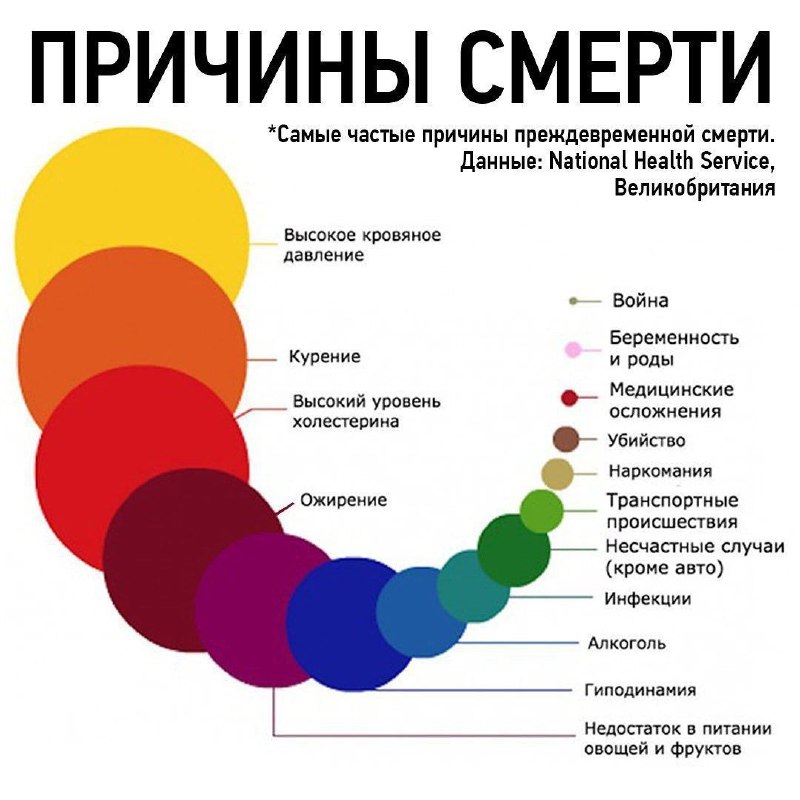 ПРИЧИНЫ СМЕРТИ
*Самые частые причины преждевременной смерти.
Данные: National Health Service,
Великобритания
Высокое кровяное
давление
Курение
Высокий уровень
холестерина
Ожирение
Война
Беременность
и роды
Медицинские
осложнения
Убийство
Наркомания
Транспортные
происшествия
Несчастные случаи
(кроме авто)
Инфекции
Алкоголь
Гиподинамия
Недостаток в питании
овощей и фруктов